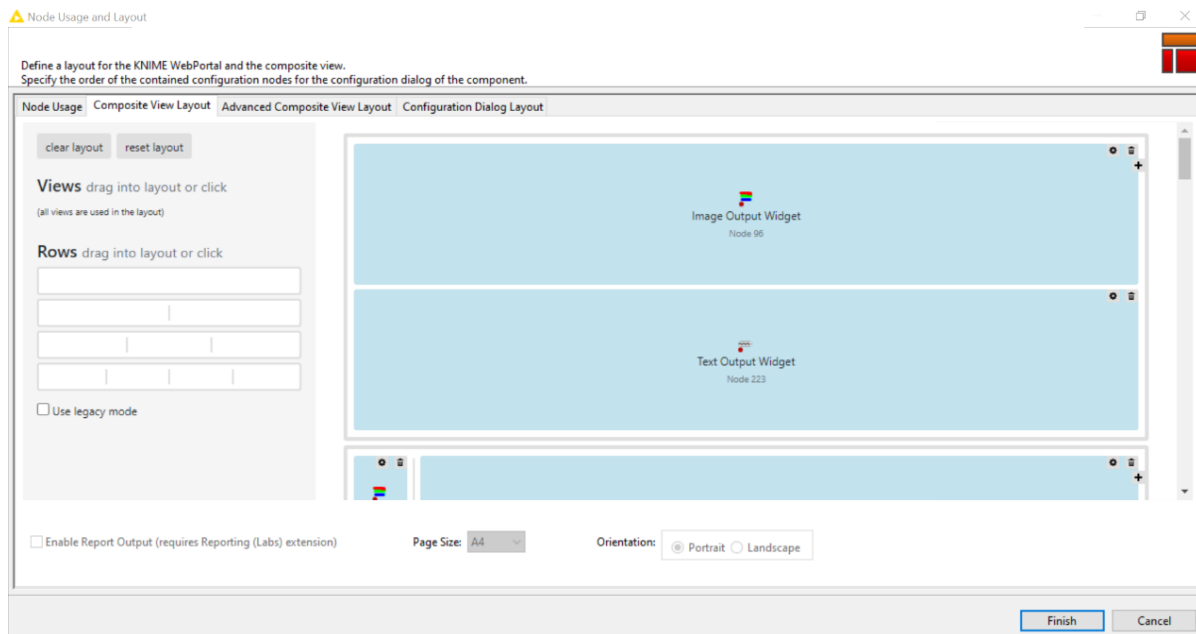 Node Usage and Layout
Define a layout for the KNIME WebPortal and the composite view.
Specify the order of the contained configuration nodes for the configuration dialog of the component.
Node Usage Composite View Layout Advanced Composite View Layout Configuration Dialog Layout
clear layout reset layout
Views drag into layout or click
(all views are used in the layout)
Rows drag into layout or click
Use legacy mode
Image Output Widget
Node 96
Text Output Widget
Node 223
Enable Report Output (requires Reporting (Labs) extension) Page Size: A4 Orientation: Portrait Landscape
Finish Cancel